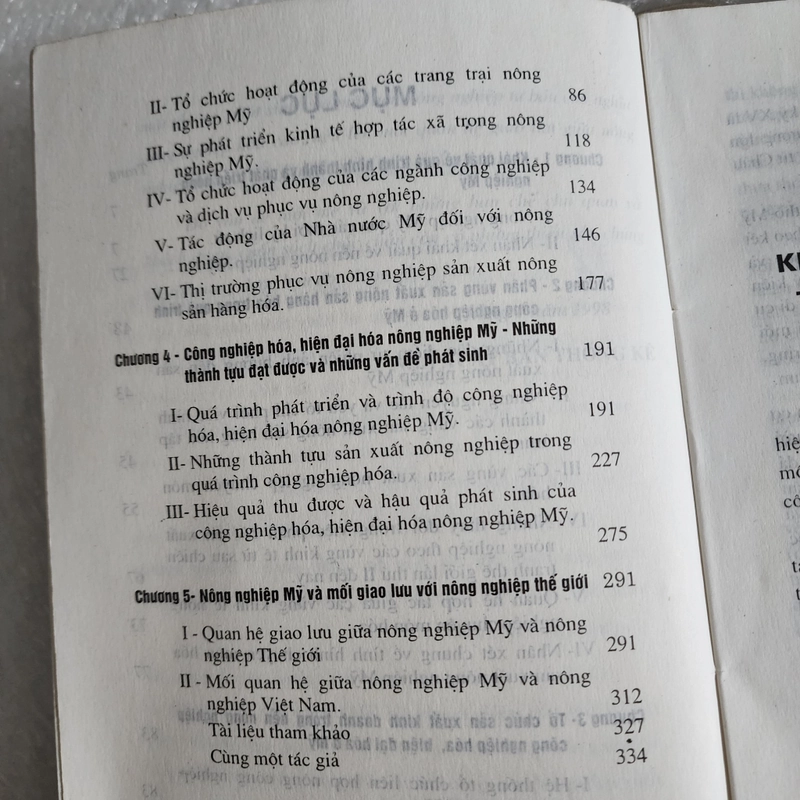 II- Tổ chức hoạt động của các trang trại nông
nghiệp Mỹ 86
III- Sự phát triển kinh tế hợp tác xã trong nông
nghiệp Mỹ. 118
IV- Tổ chức hoạt động của các ngành công nghiệp
và dịch vụ phục vụ nông nghiệp. 134
V- Tác động của Nhà nước Mỹ đối với nông
nghiệp. 146
VI- Thị trường phục vụ nông nghiệp sản xuất nông
sản hàng hóa. 177
Chương 4 - Công nghiệp hóa, hiện đại hóa nông nghiệp Mỹ - Những
thành tựu đạt được và những vấn đề phát sinh 191
I- Quá trình phát triển và trình độ công nghiệp
hóa, hiện đại hóa nông nghiệp Mỹ. 191
II- Những thành tựu sản xuất nông nghiệp trong
quá trình công nghiệp hóa. 227
III- Hiệu quả thu được và hậu quả phát sinh của
công nghiệp hóa, hiện đại hóa nông nghiệp Mỹ. 275
Chương 5- Nông nghiệp Mỹ và mối giao lưu với nông nghiệp thế giới 291
I - Quan hệ giao lưu giữa nông nghiệp Mỹ và nông
nghiệp Thế giới 291
II - Mối quan hệ giữa nông nghiệp Mỹ và nông
nghiệp Việt Nam. 312
Tài liệu tham khảo 327
Cùng một tác giả 334